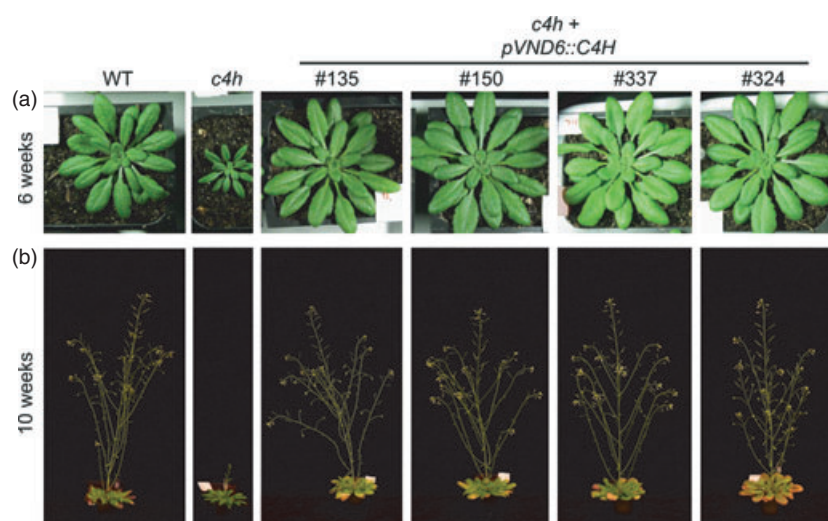 c4h +
pVND6::C4H
WT c4h #135 #150 #337 #324
(a)
6 weeks
(b)
10 weeks